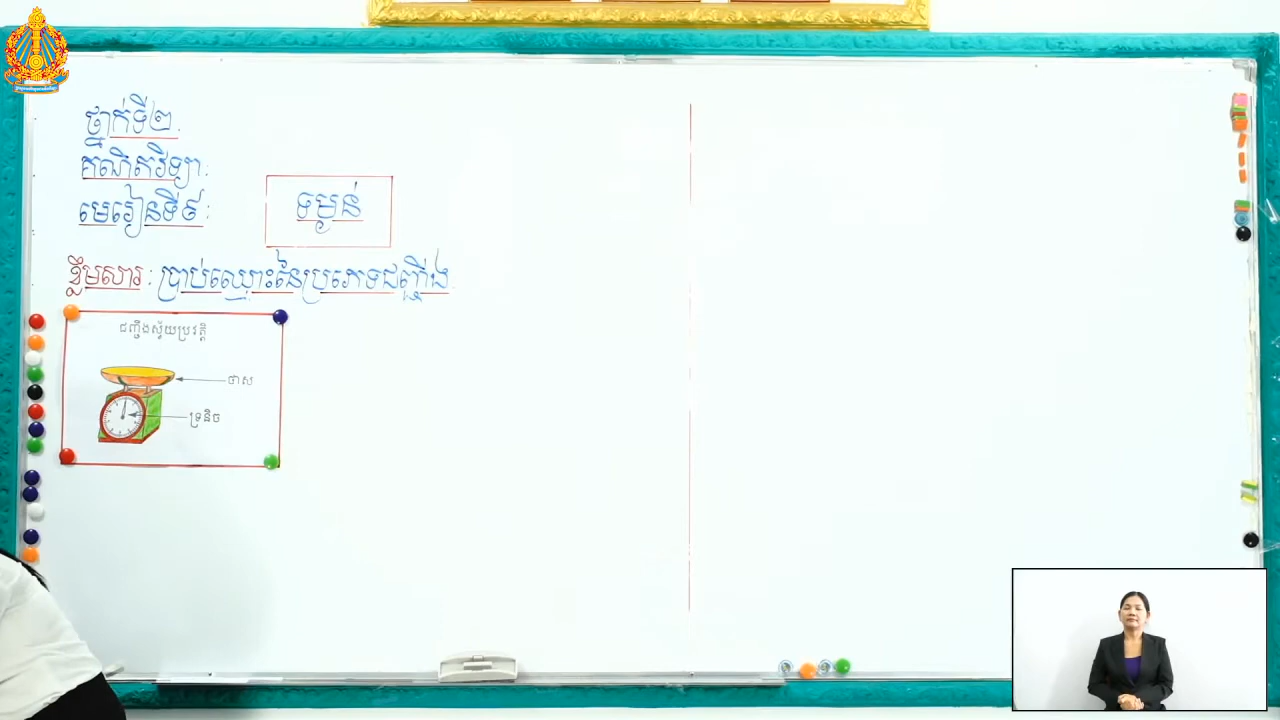 ថ្នាក់ទី២.
គណិតវិទ្យា:
មេរៀនទី៩:
ទម្ងន់
ខ្លឹមសារ : ប្រាប់ឈ្មោះនៃប្រភេទជញ្ជីង.
ជញ្ជីងស្វ័យប្រវត្តិ
ថាស
ទ្រនិច